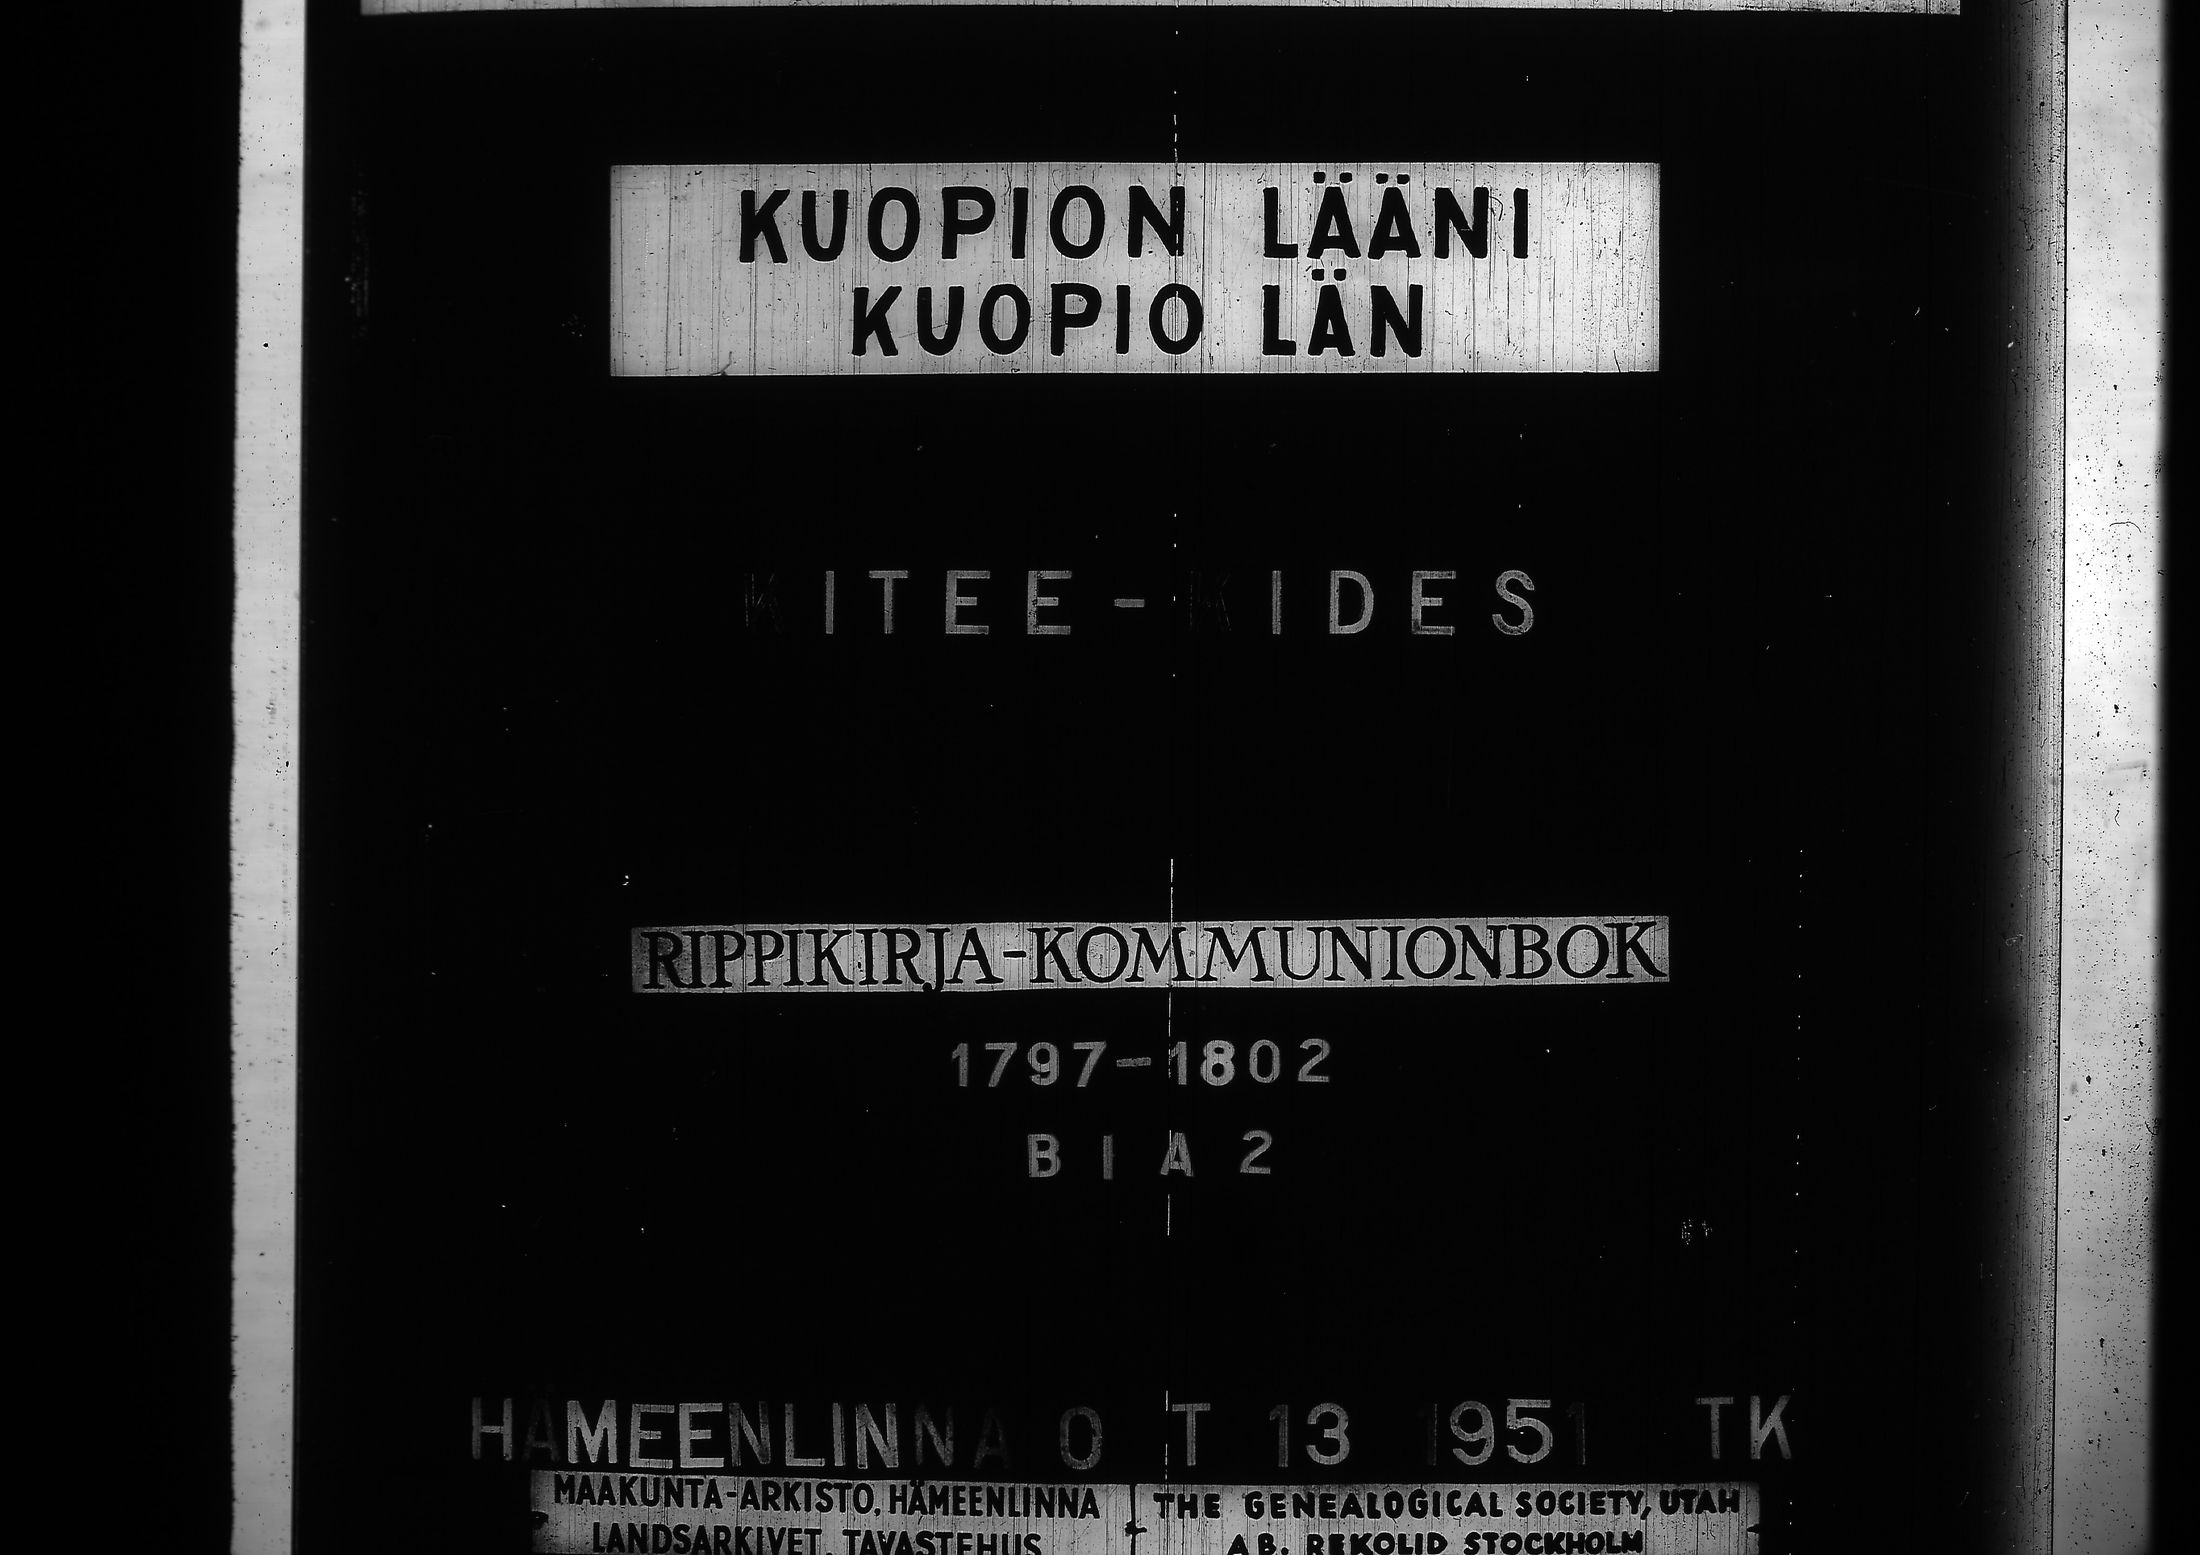 KUOPION LÄÄNI
KUOPIO LÄN
KITEE-KIDES
RIPPIKIRJA-KOMMUNIONBOK
1797-1802
B I A 2
HÄMEENLINNA O T 13 1951 TK
MAAKUNTA-ARKISTO, HÄMEENLINNA
LANDSARKIVET, TAVASTEHUS
THE GENEALOGICAL SOCIETY, UTAH
AB. REKOLID STOCKHOLM